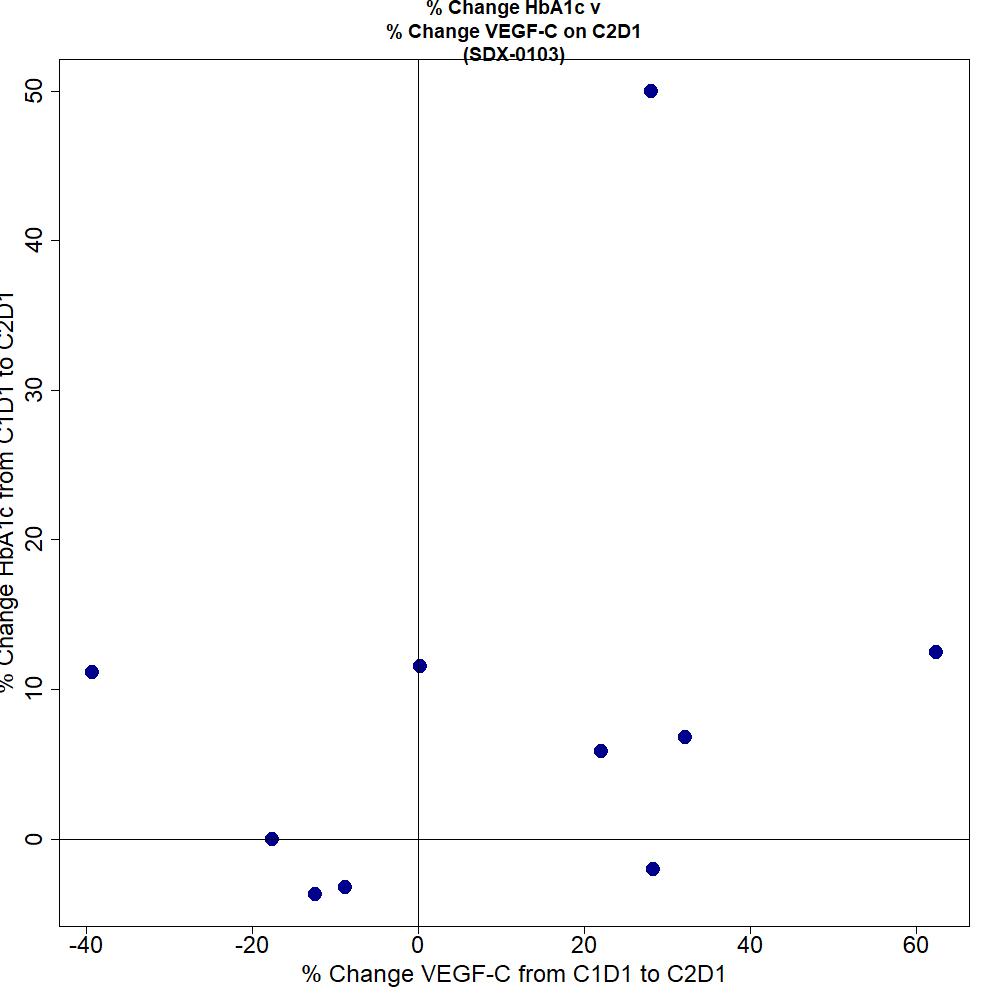 % Change HbA1c v
% Change VEGF-C on C2D1
(SDX-0103)
% Change HbA1c from C1D1 to C2D1
50
40
30
20
10
0
-40
-20
0
20
40
60
% Change VEGF-C from C1D1 to C2D1